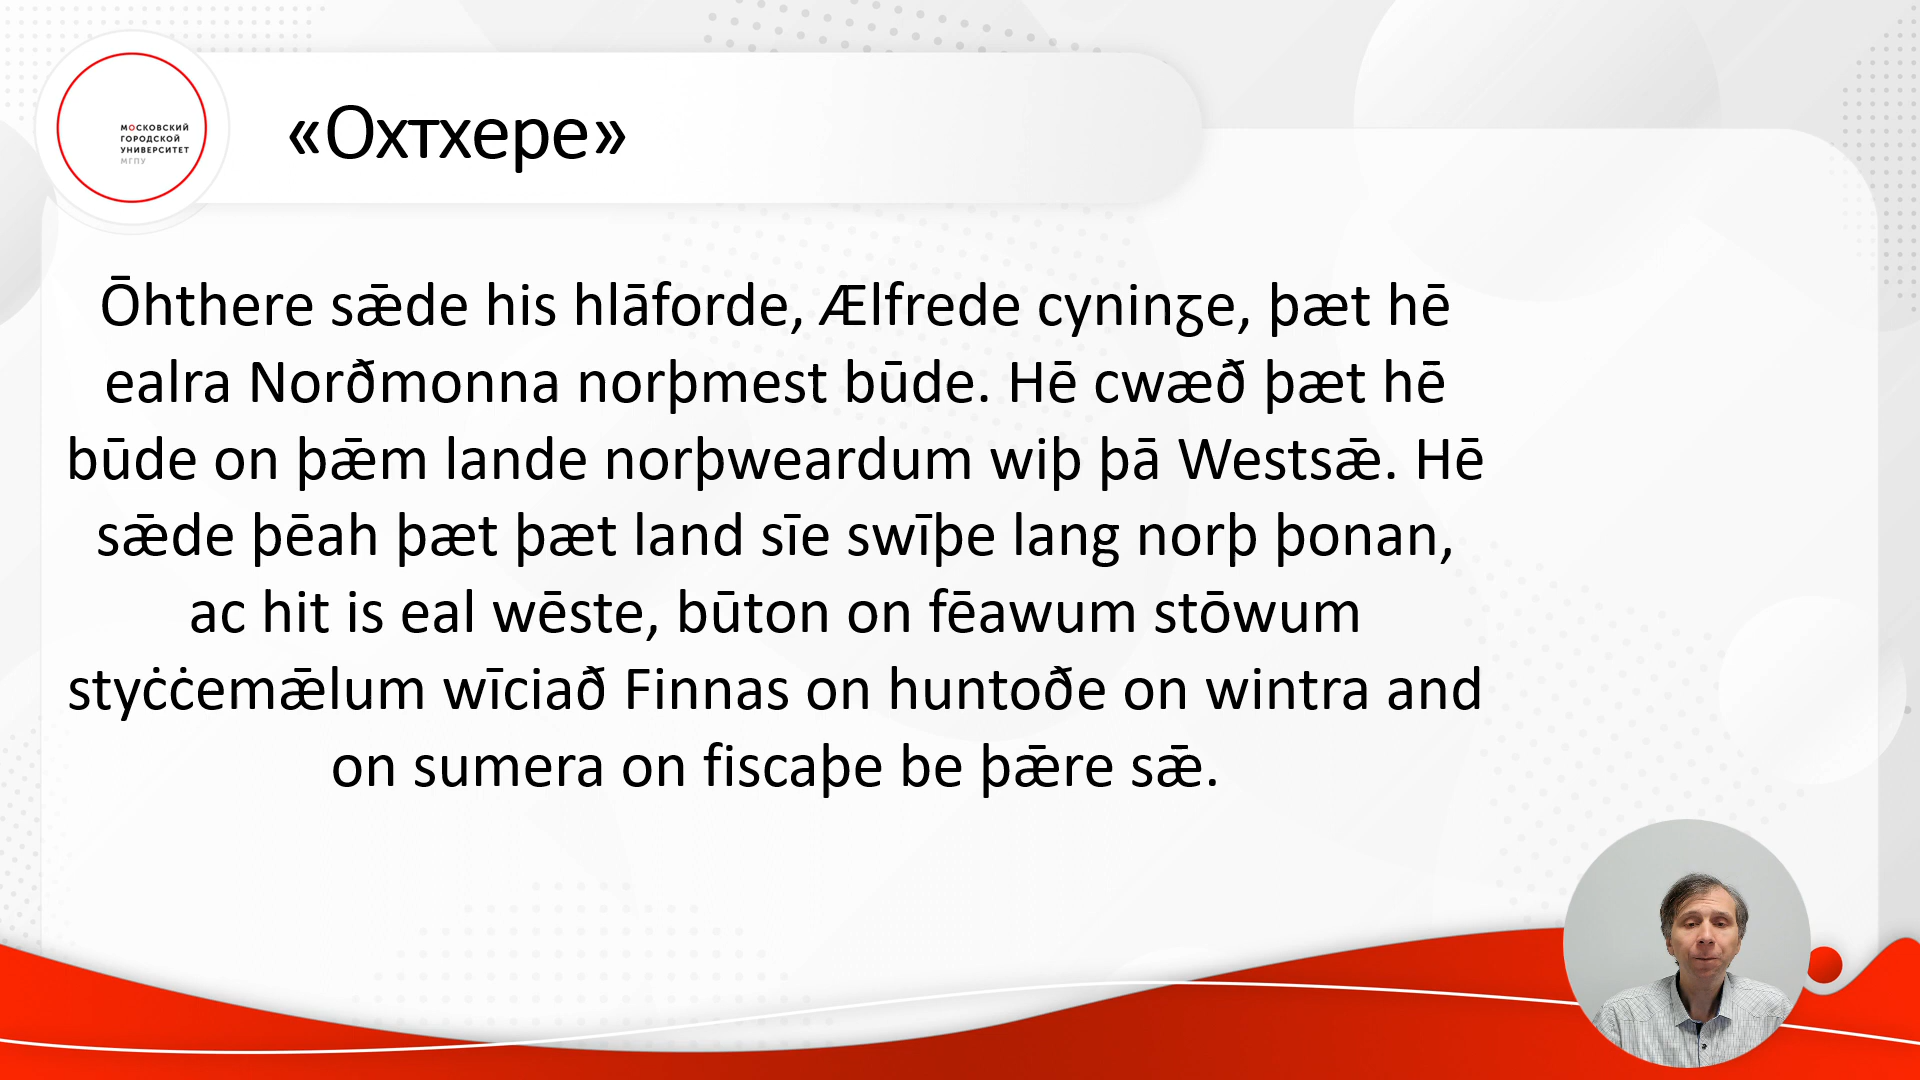 МОСКОВСКИЙ
ГОРОДСКОЙ
УНИВЕРСИТЕТ
МГПУ
«Охтхере»
Ōhthere sǣde his hlāforde, Ælfrede cyninᵹe, þæt hē
ealra Norðmonna norþmest būde. Hē cwæð þæt hē
būde on þǣm lande norþweardum wiþ þā Westsǣ. Hē
sǣde þēah þæt þæt land sīe swīþe lang norþ þonan,
ac hit is eal wēste, būton on fēawum stōwum
styċċemǣlum wīciað Finnas on huntoðe on wintra and
on sumera on fiscaþe be þǣre sǣ.